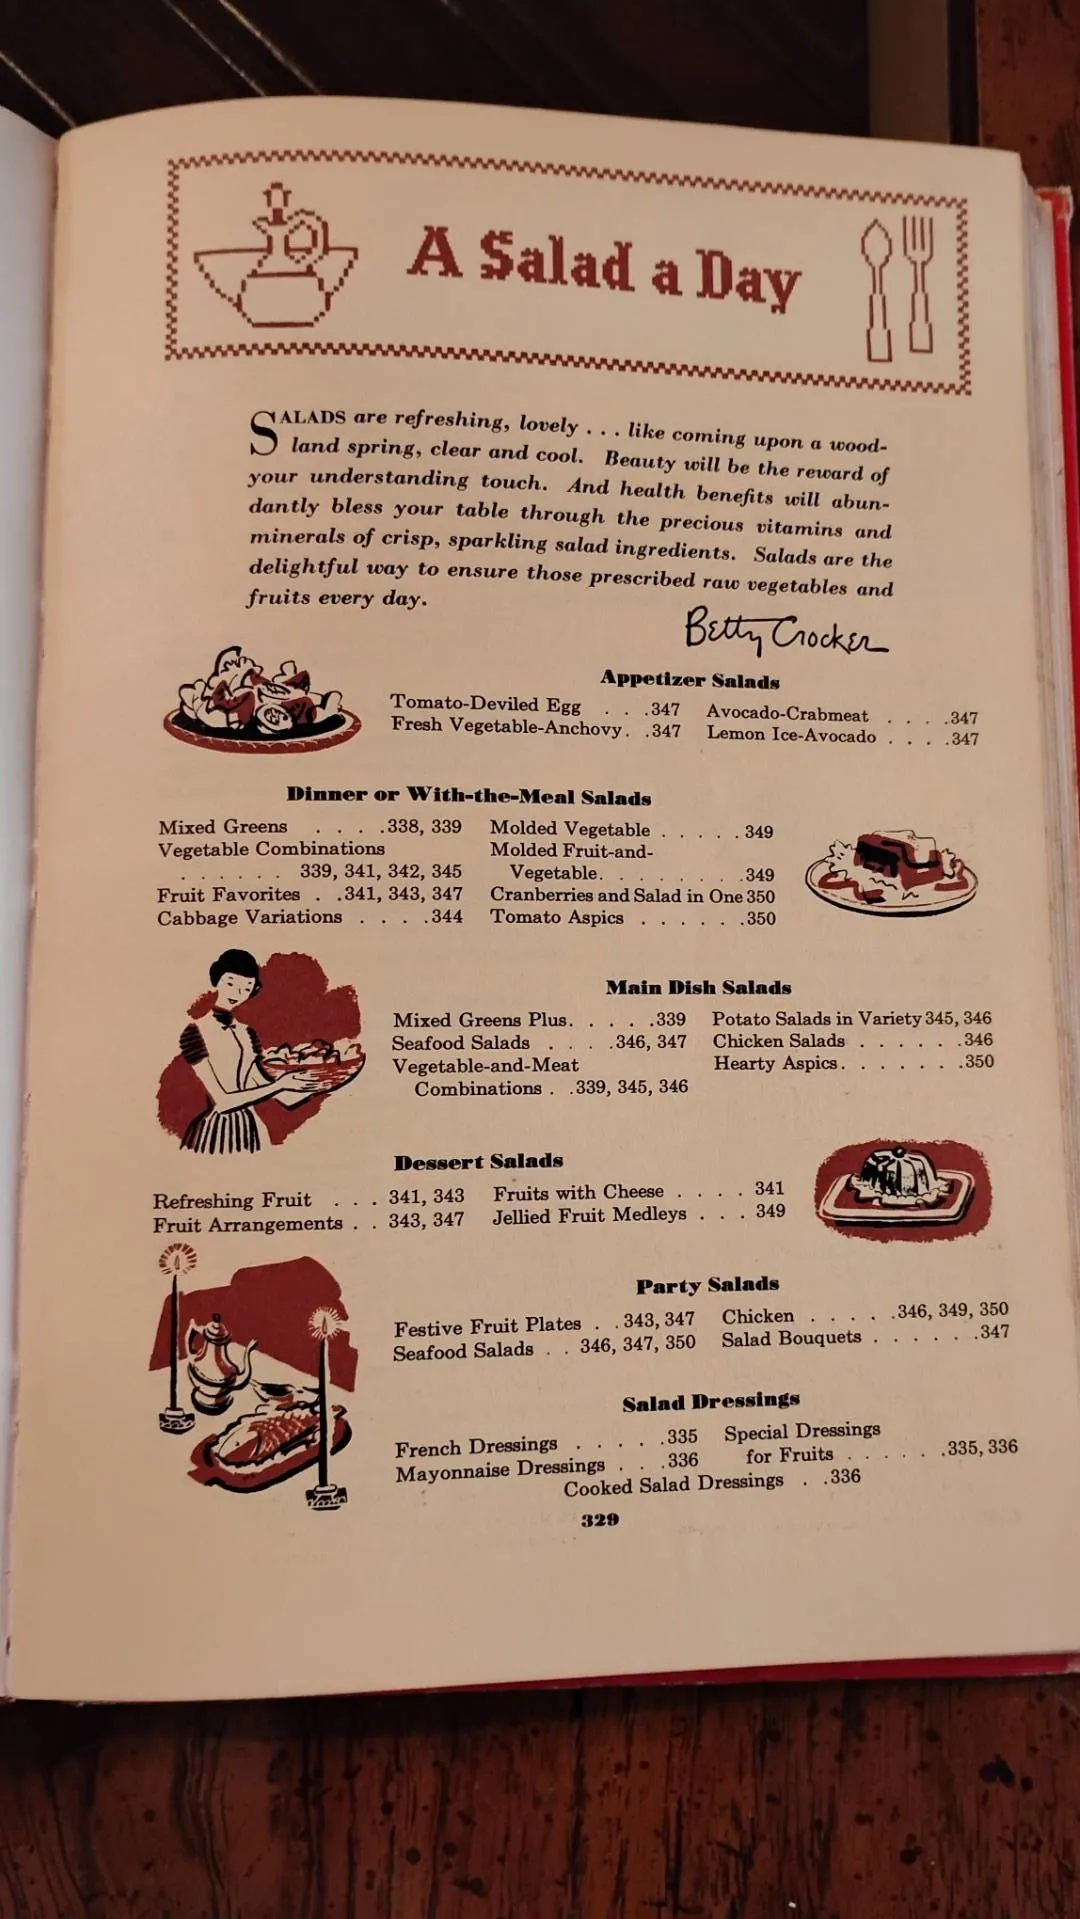 A Salad a Day
SALADS are refreshing, lovely . . . like coming upon a wood-
land spring, clear and cool. Beauty will be the reward of
your understanding touch. And health benefits will abun-
dantly bless your table through the precious vitamins and
minerals of crisp, sparkling salad ingredients. Salads are the
delightful way to ensure those prescribed raw vegetables and
fruits every day.
Betty Crocker
Appetizer Salads
Tomato-Deviled Egg . . .347
Fresh Vegetable-Anchovy. .347
Avocado-Crabmeat . . . .347
Lemon Ice-Avocado . . . .347
Dinner or With-the-Meal Salads
Mixed Greens . . . .338, 339
Vegetable Combinations
. . . . . . 339, 341, 342, 345
Fruit Favorites . .341, 343, 347
Cabbage Variations . . . .344
Molded Vegetable . . . . . 349
Molded Fruit-and-
Vegetable. . . . . . . .349
Cranberries and Salad in One 350
Tomato Aspics . . . . . .350
Main Dish Salads
Mixed Greens Plus. . . . .339
Seafood Salads . . . .346, 347
Vegetable-and-Meat
Combinations . .339, 345, 346
Potato Salads in Variety 345, 346
Chicken Salads . . . . . .346
Hearty Aspics. . . . . . .350
Dessert Salads
Refreshing Fruit . . . 341, 343
Fruit Arrangements . . 343, 347
Fruits with Cheese . . . . 341
Jellied Fruit Medleys . . . 349
Party Salads
Festive Fruit Plates . .343, 347
Seafood Salads . . 346, 347, 350
Chicken . . . . .346, 349, 350
Salad Bouquets . . . . . .347
Salad Dressings
French Dressings . . . . .335
Mayonnaise Dressings . . .336
Special Dressings
for Fruits . . . . . .335, 336
Cooked Salad Dressings . .336
329